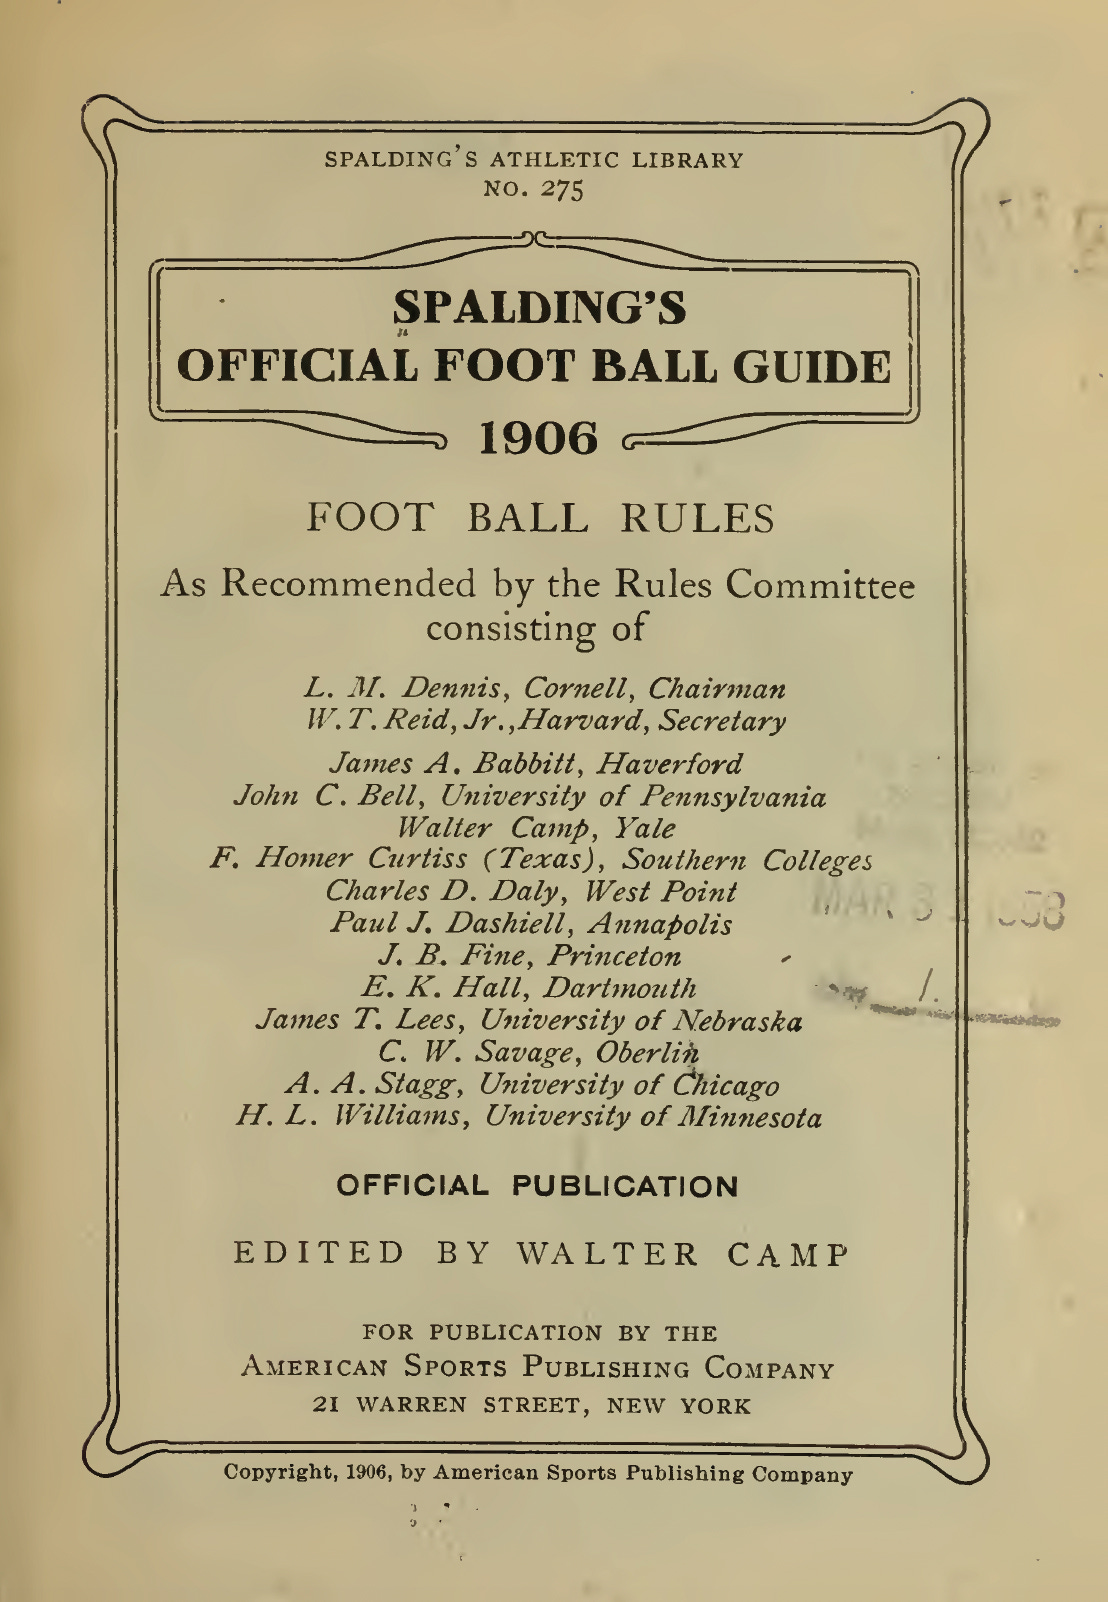 SPALDING'S ATHLETIC LIBRARY
NO. 275
SPALDING'S
OFFICIAL FOOT BALL GUIDE
1906
FOOT BALL RULES
As Recommended by the Rules Committee
consisting of
L. M. Dennis, Cornell, Chairman
W. T. Reid, Jr., Harvard, Secretary
James A. Babbitt, Haverford
John C. Bell, University of Pennsylvania
Walter Camp, Yale
F. Homer Curtiss (Texas), Southern Colleges
Charles D. Daly, West Point
Paul J. Dashiell, Annapolis
J. B. Fine, Princeton
E. K. Hall, Dartmouth
James T. Lees, University of Nebraska
C. W. Savage, Oberlin
A. A. Stagg, University of Chicago
H. L. Williams, University of Minnesota
OFFICIAL PUBLICATION
EDITED BY WALTER CAMP
FOR PUBLICATION BY THE
AMERICAN SPORTS PUBLISHING COMPANY
21 WARREN STREET, NEW YORK
Copyright, 1906, by American Sports Publishing Company